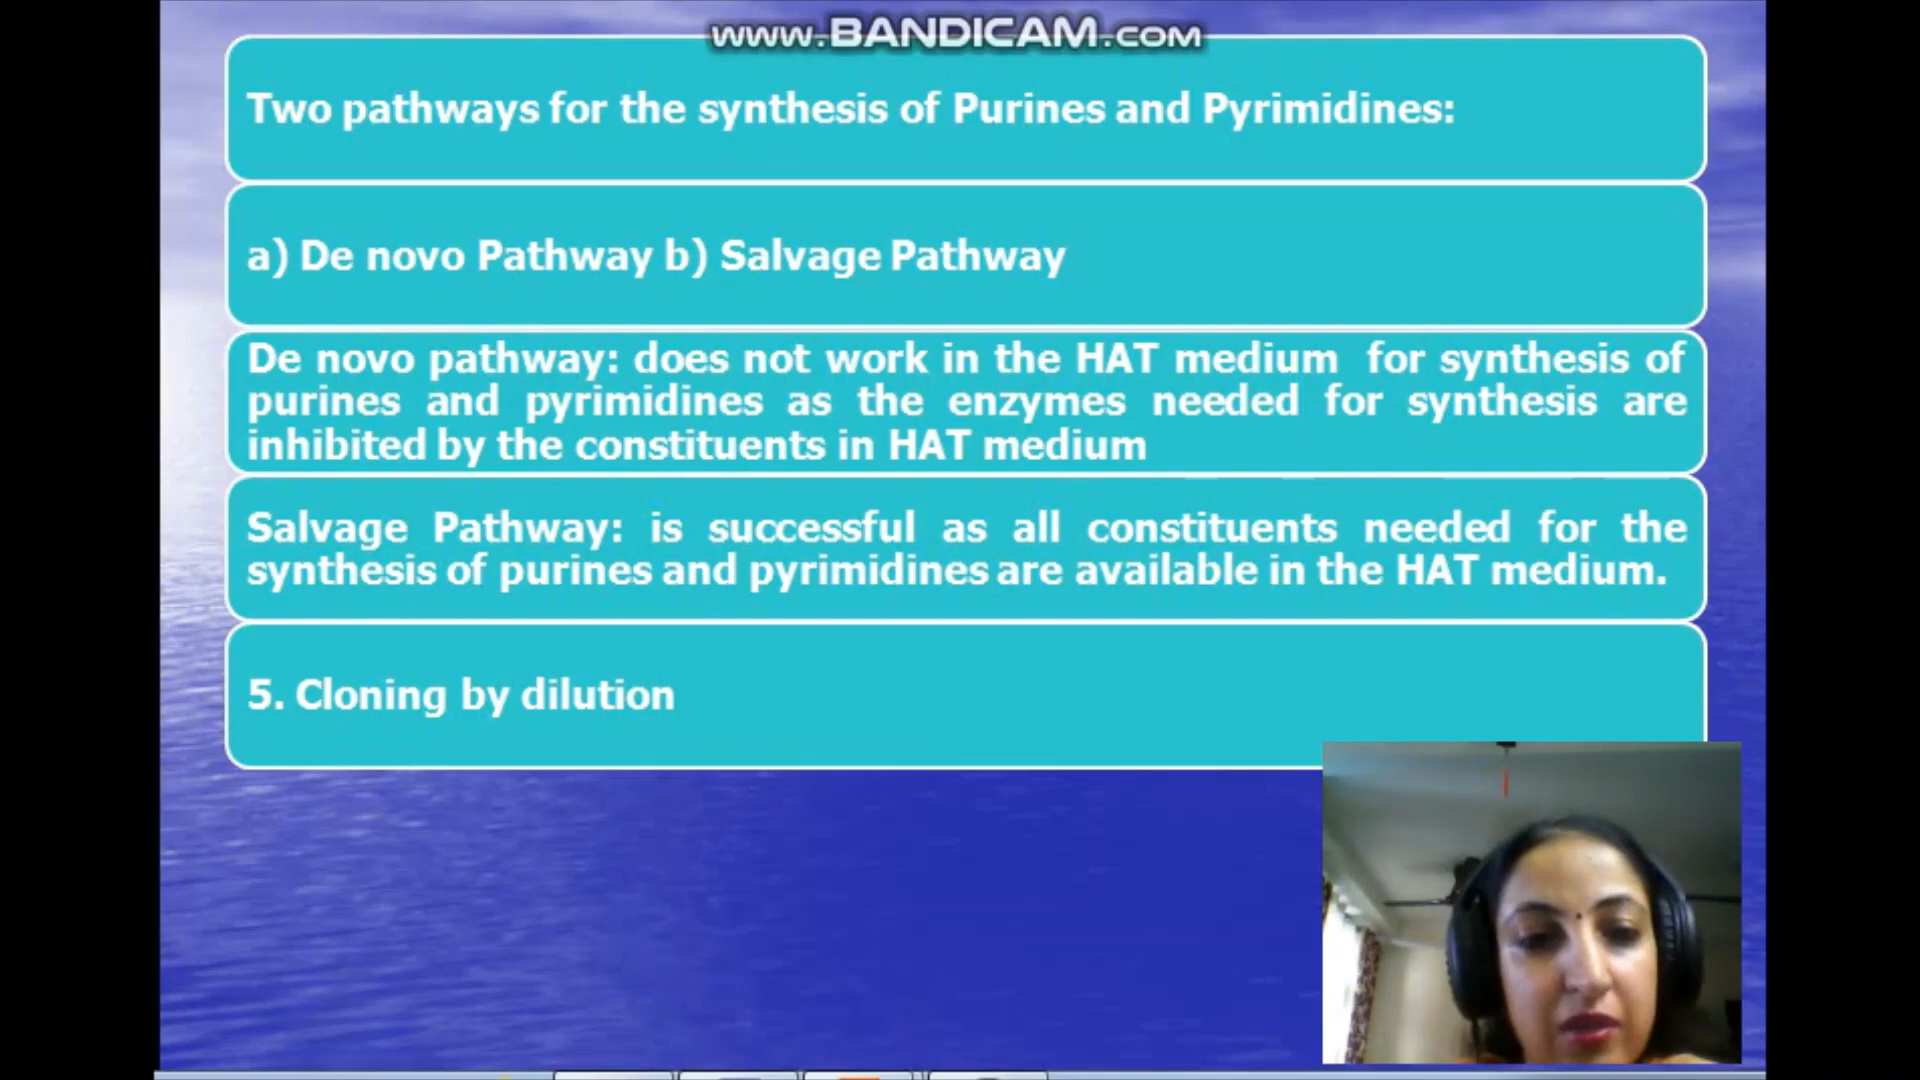 www.BANDICAM.com
Two pathways for the synthesis of Purines and Pyrimidines:
a) De novo Pathway b) Salvage Pathway
De novo pathway: does not work in the HAT medium for synthesis of
purines and pyrimidines as the enzymes needed for synthesis are
inhibited by the constituents in HAT medium
Salvage Pathway: is successful as all constituents needed for the
synthesis of purines and pyrimidines are available in the HAT medium.
5. Cloning by dilution